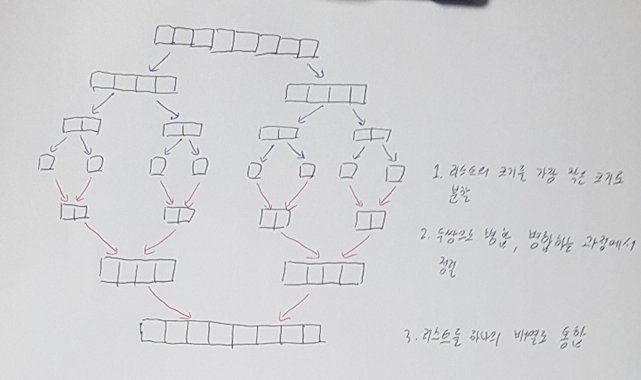 1. 리스트의 크기를 가장 작은 크기로
분할
2. 두쌍으로 병합, 병합하는 과정에서
정렬
3. 리스트를 하나의 배열로 통합